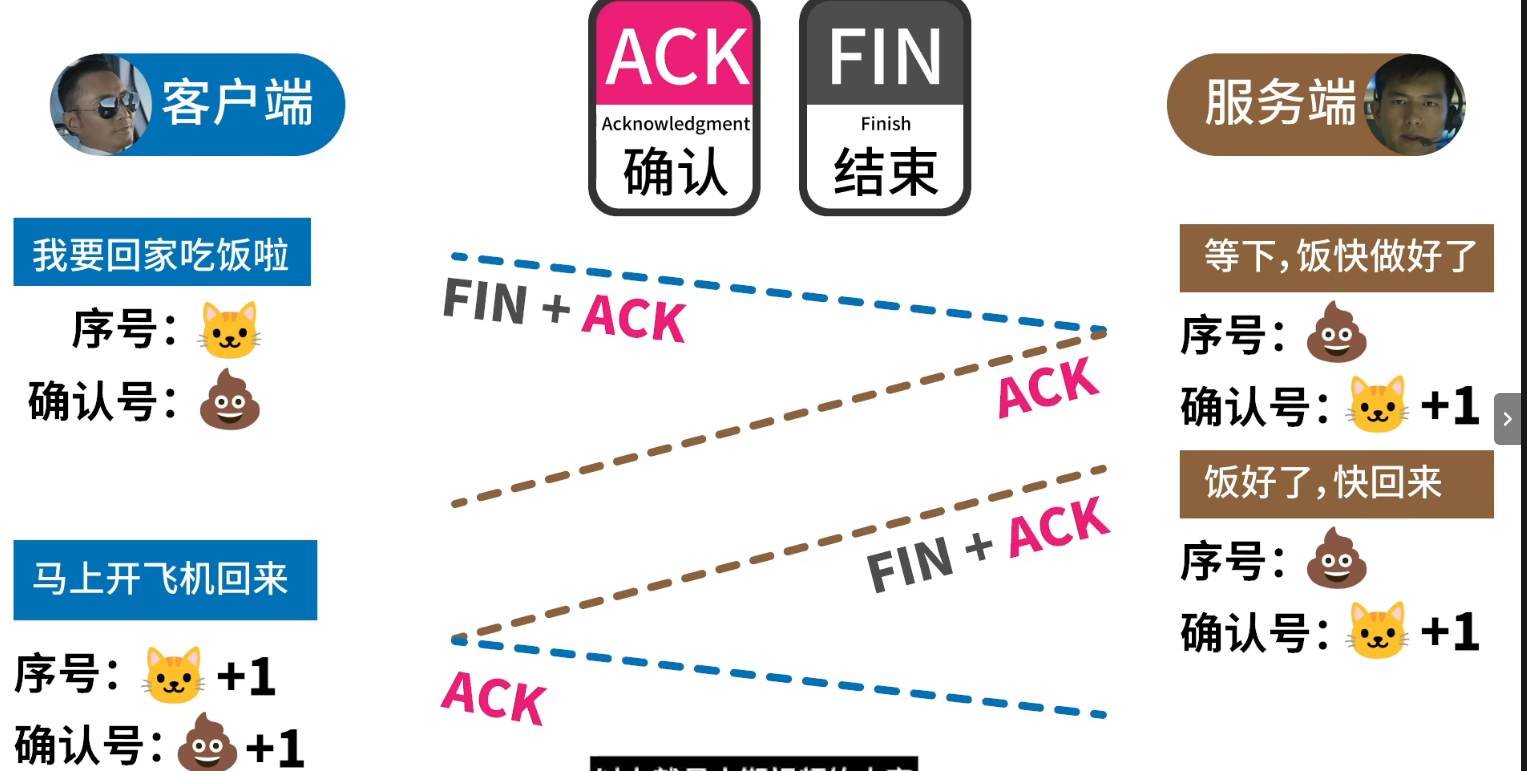 ACK
Acknowledgment
确认
FIN
Finish
结束
客户端
服务端
我要回家吃饭啦
序号：🐱
确认号：💩
等下，饭快做好了
序号：💩
确认号：🐱+1
饭好了，快回来
序号：💩
确认号：🐱+1
马上开飞机回来
序号：🐱+1
确认号：💩+1
FIN + ACK
ACK
FIN + ACK
ACK